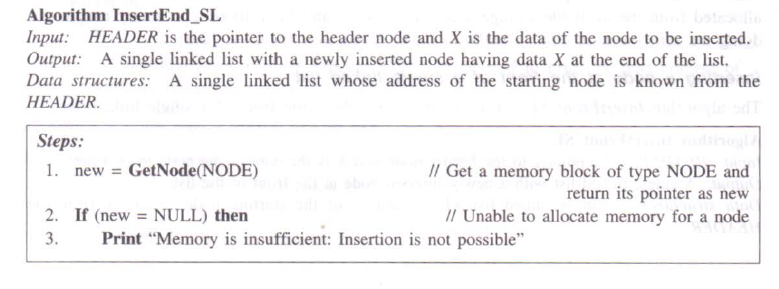 Algorithm InsertEnd_SL
Input: HEADER is the pointer to the header node and X is the data of the node to be inserted.
Output: A single linked list with a newly inserted node having data X at the end of the list.
Data structures: A single linked list whose address of the starting node is known from the
HEADER.
Steps:
1. new = GetNode(NODE) // Get a memory block of type NODE and
return its pointer as new
2. If (new = NULL) then // Unable to allocate memory for a node
3. Print “Memory is insufficient: Insertion is not possible”